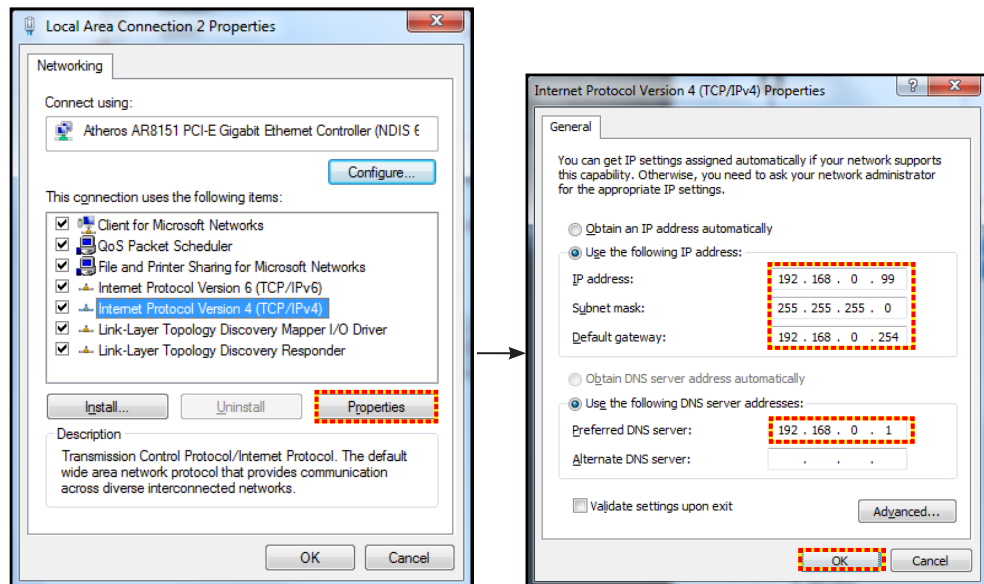 Local Area Connection 2 Properties
Networking
Connect using:
Atheros AR8151 PCI-E Gigabit Ethernet Controller (NDIS 6
Configure...
This connection uses the following items:
Client for Microsoft Networks
QoS Packet Scheduler
File and Printer Sharing for Microsoft Networks
Internet Protocol Version 6 (TCP/IPv6)
Internet Protocol Version 4 (TCP/IPv4)
Link-Layer Topology Discovery Mapper I/O Driver
Link-Layer Topology Discovery Responder
Install...
Uninstall
Properties
Description
Transmission Control Protocol/Internet Protocol. The default
wide area network protocol that provides communication
across diverse interconnected networks.
OK
Cancel
Internet Protocol Version 4 (TCP/IPv4) Properties
General
You can get IP settings assigned automatically if your network supports
this capability. Otherwise, you need to ask your network administrator
for the appropriate IP settings.
Obtain an IP address automatically
Use the following IP address:
IP address: 192 . 168 . 0 . 99
Subnet mask: 255 . 255 . 255 . 0
Default gateway: 192 . 168 . 0 . 254
Obtain DNS server address automatically
Use the following DNS server addresses:
Preferred DNS server: 192 . 168 . 0 . 1
Alternate DNS server: . . .
Validate settings upon exit
Advanced...
OK
Cancel